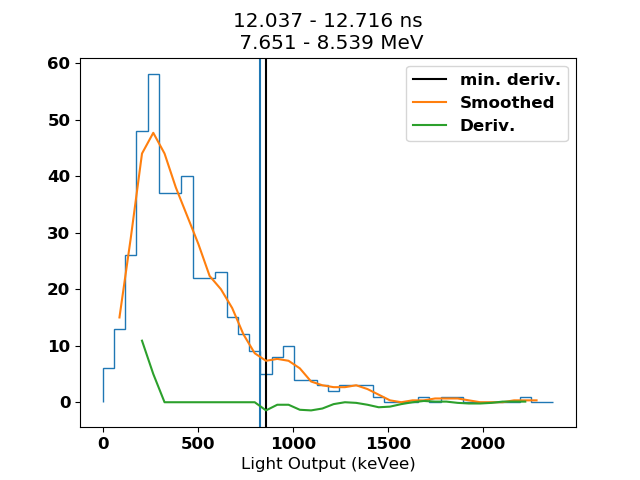 12.037 - 12.716 ns
7.651 - 8.539 MeV
60
50
40
30
20
10
0
min. deriv.
Smoothed
Deriv.
0 500 1000 1500 2000
Light Output (keVee)